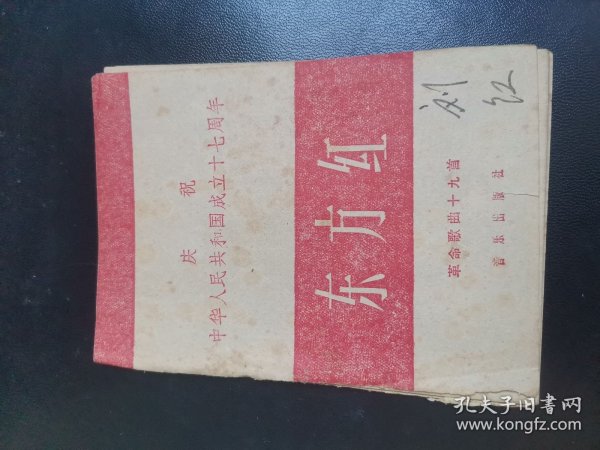 庆祝
中华人民共和国成立十七周年
东方红
刘红
革命歌曲十九首
音乐出版社
孔夫子旧书网
www.kongfz.com